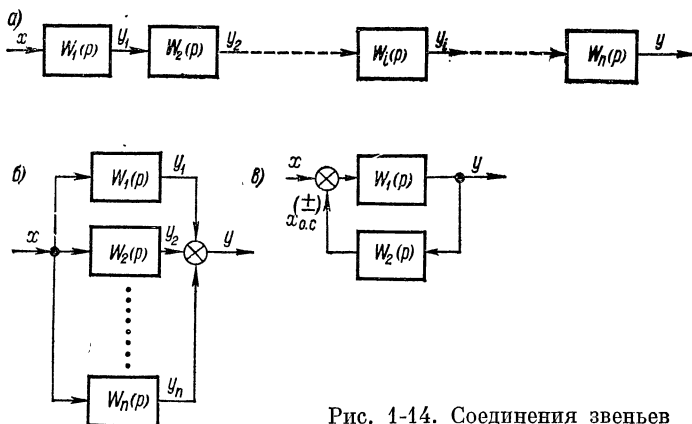 а)
x W₁(p) y₁ W₂(p) y₂ Wᵢ(p) yᵢ Wₙ(p) y
б)
x W₁(p) y₁
W₂(p) y₂ y
Wₙ(p) yₙ
в)
x W₁(p) y
(±)
xо.с W₂(p)
Рис. 1-14. Соединения звеньев